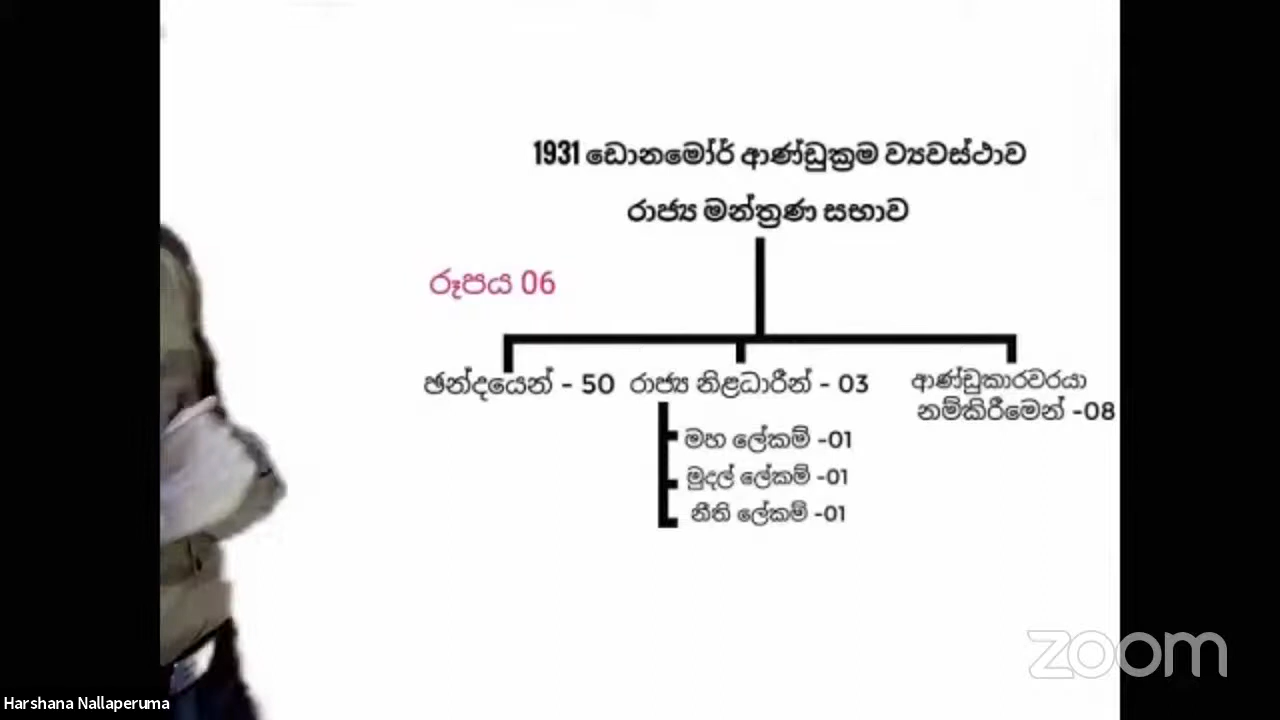 1931 ඩොනමෝර් ආණ්ඩුක්‍රම ව්‍යවස්ථාව
රාජ්‍ය මන්ත්‍රණ සභාව
රූපය 06
ඡන්දයෙන් - 50 රාජ්‍ය නිළධාරීන් - 03 ආණ්ඩුකාරවරයා
නම්කිරීමෙන් -08
මහ ලේකම් -01
මුදල් ලේකම් -01
නීති ලේකම් -01
zoom
Harshana Nallaperuma